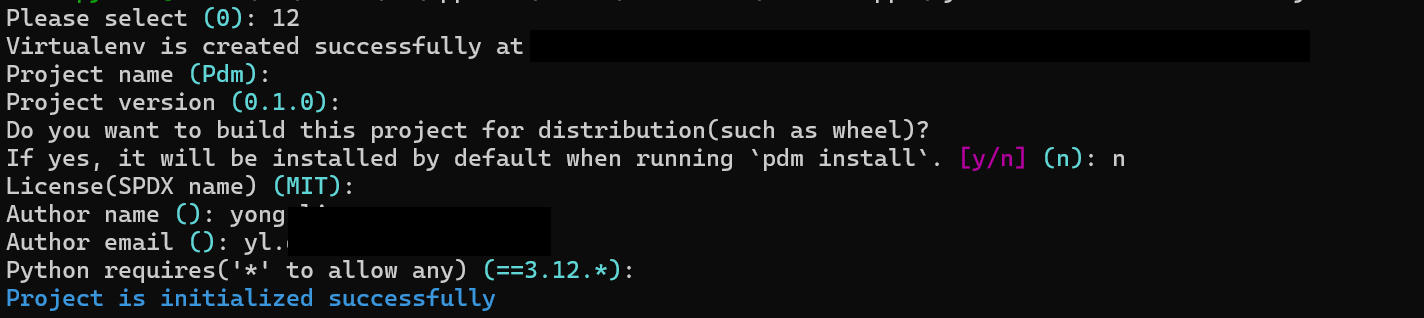 Please select (0): 12
Virtualenv is created successfully at
Project name (Pdm):
Project version (0.1.0):
Do you want to build this project for distribution(such as wheel)?
If yes, it will be installed by default when running `pdm install`. [y/n] (n): n
License(SPDX name) (MIT):
Author name (): yong
Author email (): yl.
Python requires('*' to allow any) (==3.12.*):
Project is initialized successfully